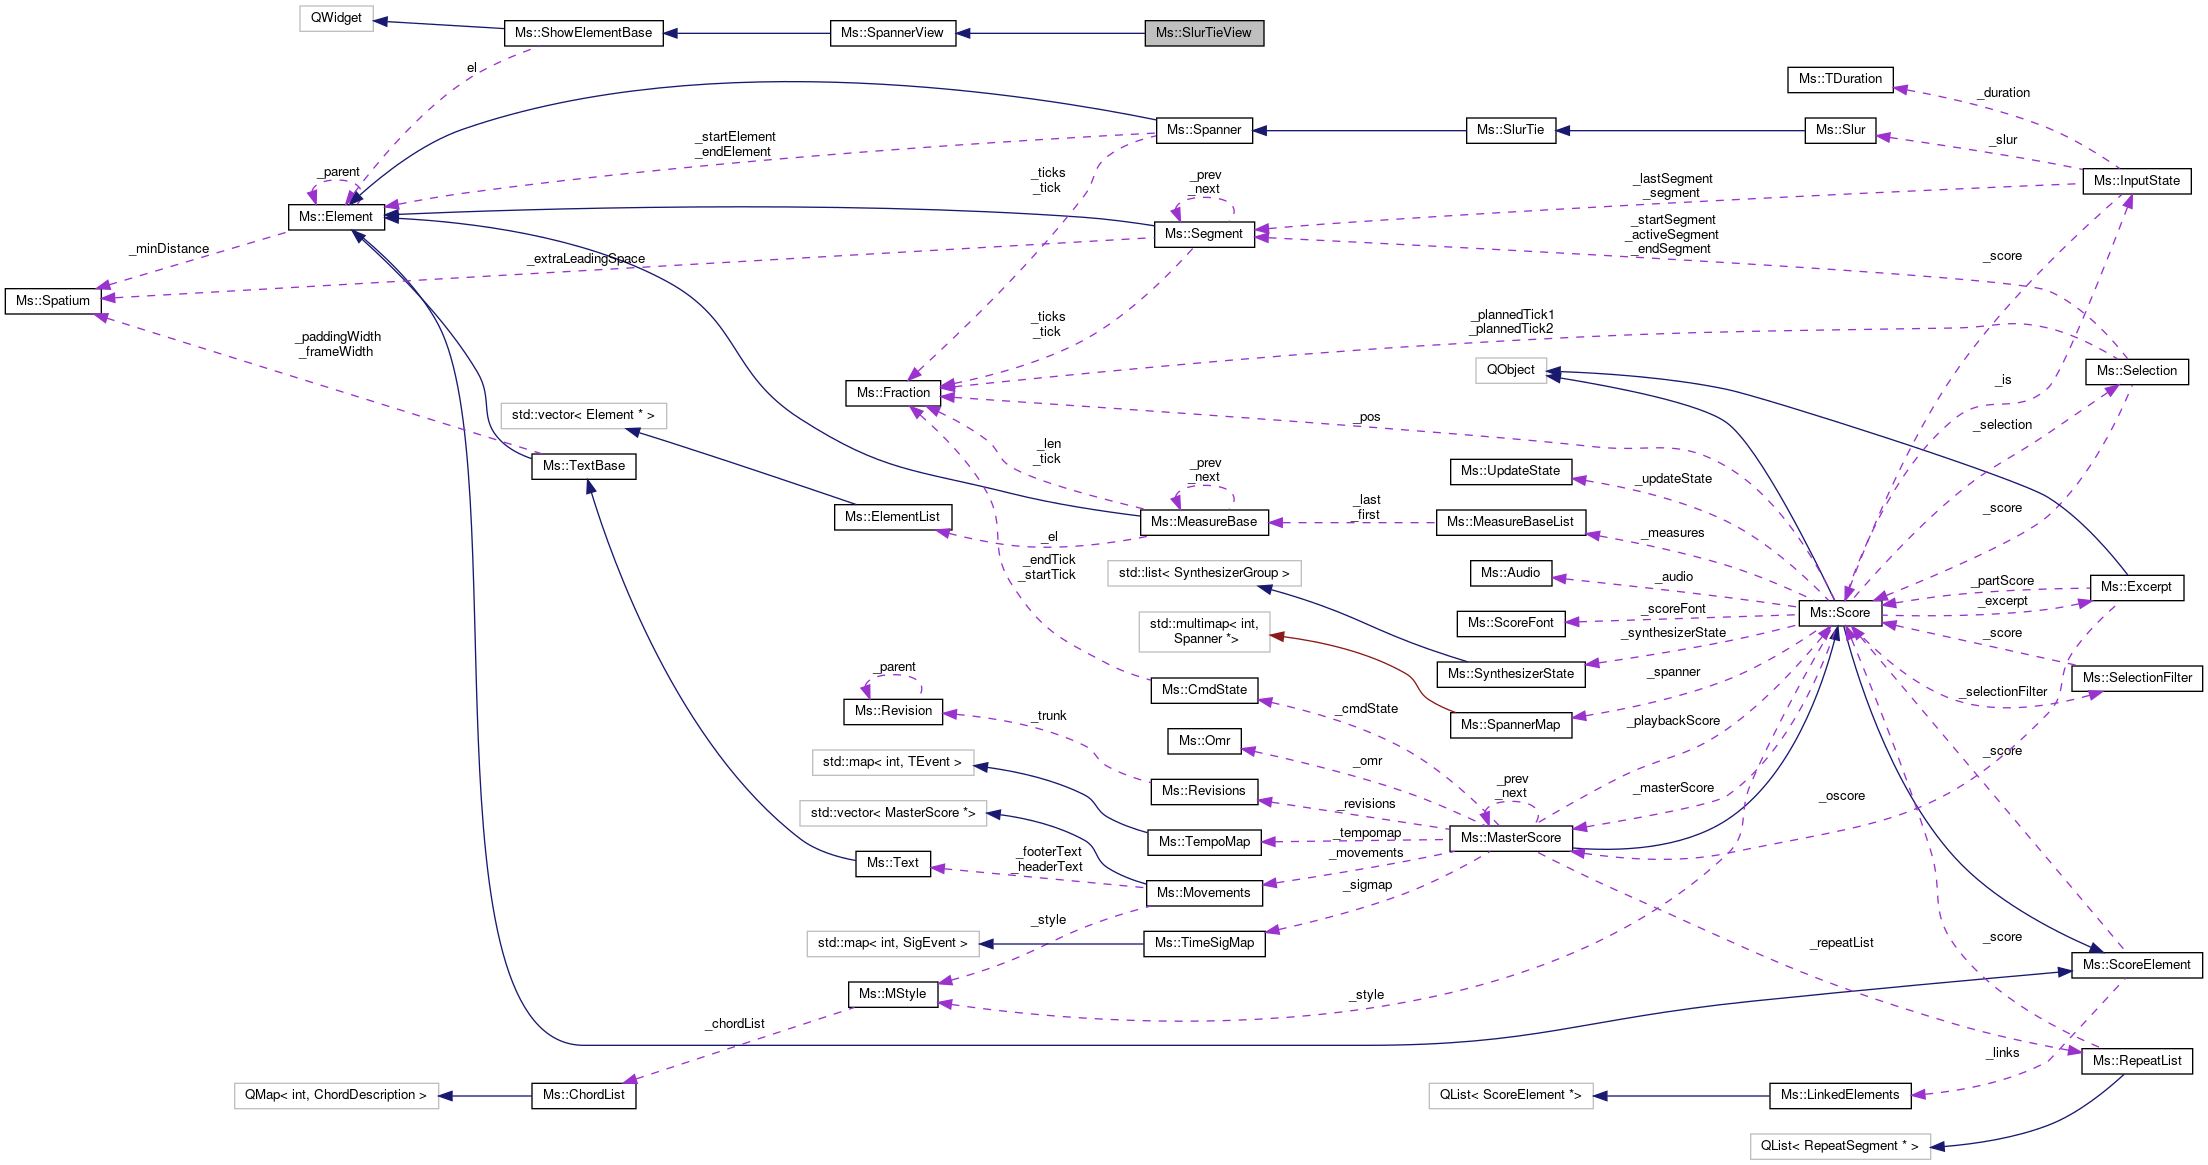 QWidget
Ms::ShowElementBase
Ms::SpannerView
Ms::SlurTieView
el
Ms::TDuration
_duration
Ms::Spanner
Ms::SlurTie
Ms::Slur
_startElement
_endElement
_slur
_parent
_ticks
_tick
_prev
_next
_lastSegment
_segment
Ms::InputState
Ms::Element
Ms::Segment
_startSegment
_activeSegment
_endSegment
_minDistance
_extraLeadingSpace
_score
Ms::Spatium
_ticks
_tick
_plannedTick1
_plannedTick2
_paddingWidth
_frameWidth
QObject
Ms::Selection
_is
Ms::Fraction
std::vector< Element * >
_pos
_selection
_len
_tick
Ms::TextBase
_prev
_next
Ms::UpdateState
_updateState
Ms::ElementList
Ms::MeasureBase
_last
_first
Ms::MeasureBaseList
_score
_el
_measures
_endTick
_startTick
std::list< SynthesizerGroup >
Ms::Audio
_audio
_partScore
Ms::Excerpt
_excerpt
Ms::Score
std::multimap< int,
Spanner *>
Ms::ScoreFont
_scoreFont
_synthesizerState
_score
Ms::SynthesizerState
_spanner
Ms::SelectionFilter
_parent
Ms::CmdState
_selectionFilter
Ms::Revision
_trunk
_cmdState
Ms::SpannerMap
_playbackScore
Ms::Omr
_omr
_score
std::map< int, TEvent >
Ms::Revisions
_prev
_next
_masterScore
_oscore
_revisions
std::vector< MasterScore *>
Ms::TempoMap
_tempomap
Ms::MasterScore
Ms::Text
_footerText
_headerText
_movements
Ms::Movements
_sigmap
_style
std::map< int, SigEvent >
Ms::TimeSigMap
_repeatList
_score
Ms::ScoreElement
Ms::MStyle
_style
_chordList
_links
Ms::RepeatList
QMap< int, ChordDescription >
Ms::ChordList
QList< ScoreElement *>
Ms::LinkedElements
QList< RepeatSegment * >